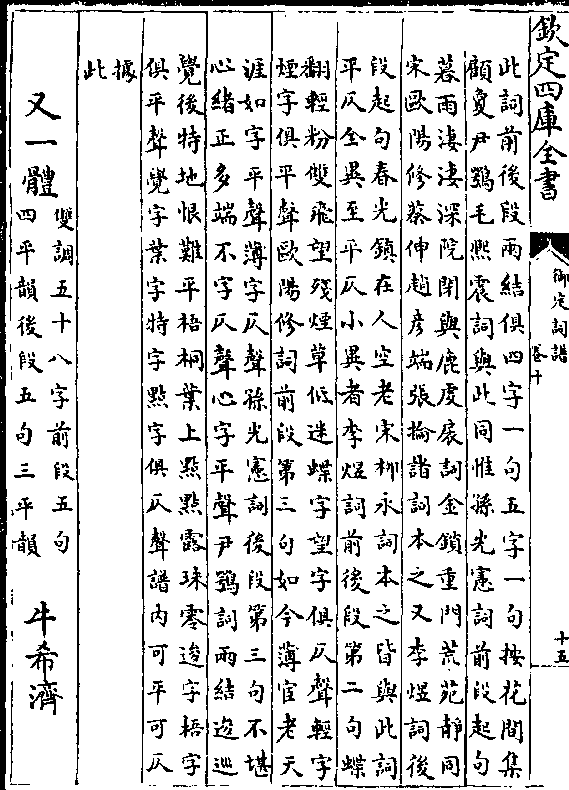 欽定四庫全書
御定詞譜
卷十
十五
此詞前後段兩結俱四字一句五字一句按花間集
顧敻尹鶚毛熙震詞與此同惟孫光憲詞前段起句
暮雨淒淒深院閉與鹿虔扆詞金鎖重門荒苑靜同
宋歐陽修蔡伸趙彥端張掄諸詞本之又李煜詞後
段起句春光鎮在人空老宋柳永詞本之皆與此詞
平仄全異至平仄小異者李煜詞前後段第二句蝶
翻輕粉雙飛望殘煙草低迷蝶字望字俱仄聲輕字
煙字俱平聲歐陽修詞前段第三句如今薄宦老天
涯如字平聲薄字仄聲孫光憲詞後段第三句不堪
心緒正多端不字仄聲心字平聲尹鶚詞兩結逡巡
覺後特地恨難平梧桐葉上點點露珠零逡字梧字
俱平聲覺字葉字特字點字俱仄聲譜内可平可仄
據
此
又一體
雙調五十八字前段五句
四平韻後段五句三平韻
牛希濟